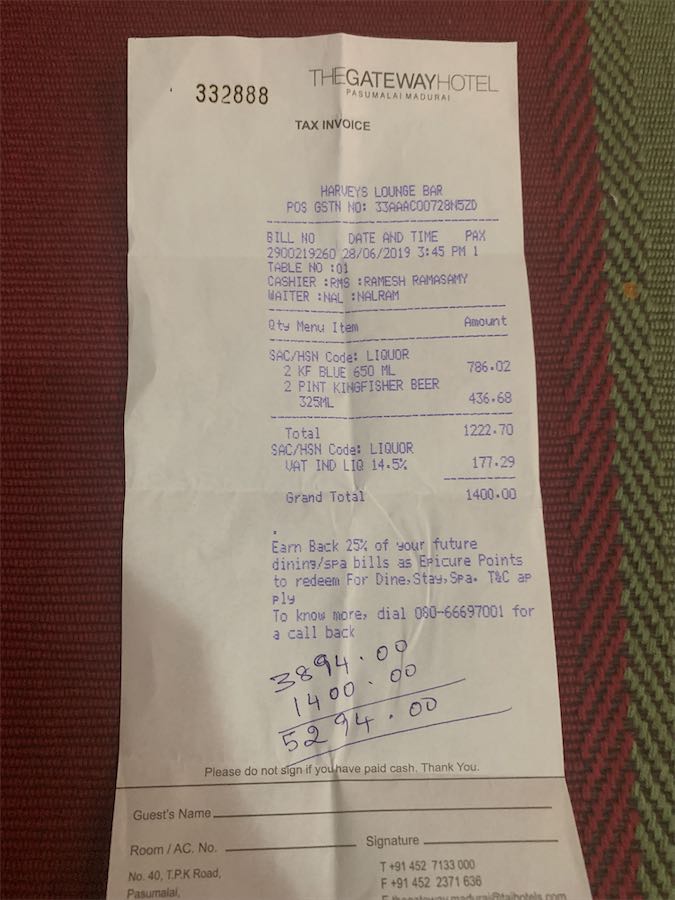 332888
THEGATEWAYHOTEL
PASUMALAI MADURAI
TAX INVOICE
HARVEYS LOUNGE BAR
POS GSTN NO: 33AAACO0728N5ZD
BILL NO DATE AND TIME PAX
2900219260 28/06/2019 3:45 PM 1
TABLE NO :01
CASHIER :RMS :RAMESH RAMASAMY
WAITER :NAL :NALRAM
Qty Menu Item Amount
SAC/HSN Code: LIQUOR
2 KF BLUE 650 ML 786.02
2 PINT KINGFISHER BEER
325ML 436.68
Total 1222.70
SAC/HSN Code: LIQUOR
VAT IND LIQ 14.5% 177.29
Grand Total 1400.00
.
Earn Back 25% of your future
dining/spa bills as Epicure Points
to redeem For Dine,Stay,Spa. T&C ap
ply
To know more, dial 080-66697001 for
a call back
3894.00
1400.00
5294.00
Please do not sign if you have paid cash. Thank You.
Guest's Name
Room / AC. No. Signature
No. 40, T.P.K Road, T +91 452 7133 000
Pasumalai, F +91 452 2371 636